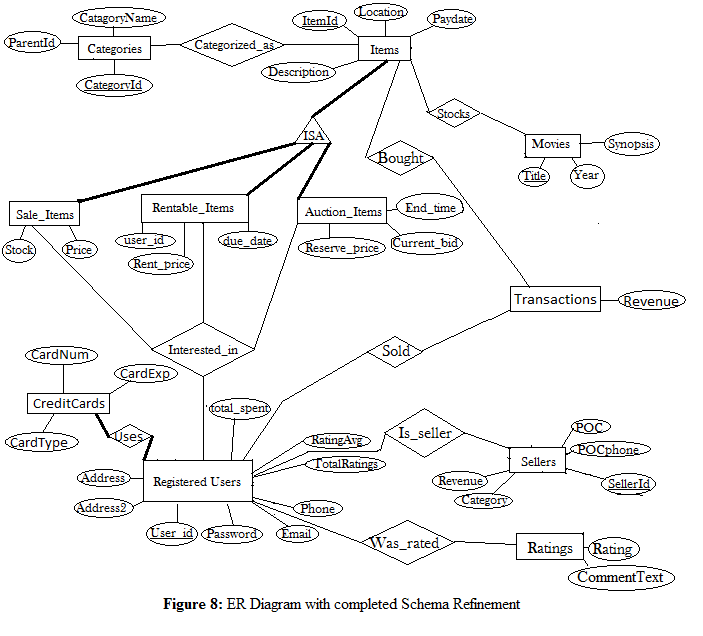 CatagoryName
ParentId
Categories
CategoryId
Categorized_as
ItemId
Location
Paydate
Items
Description
Stocks
Movies
Synopsis
Title
Year
ISA
Bought
Sale_Items
Stock
Price
Rentable_Items
user_id
due_date
Rent_price
Auction_Items
End_time
Reserve_price
Current_bid
Transactions
Revenue
Interested_in
Sold
CardNum
CardExp
CreditCards
CardType
Uses
total_spent
RatingAvg
TotalRatings
Is_seller
POC
POCphone
Sellers
Revenue
Category
SellerId
Address
Registered Users
Address2
User_id
Password
Email
Phone
Was_rated
Ratings
Rating
CommentText
Figure 8: ER Diagram with completed Schema Refinement